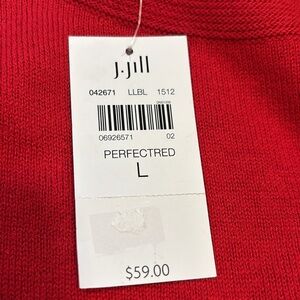 J.Jill
042671 LLBL 1512
06926571 02
PERFECTRED
L
$59.00